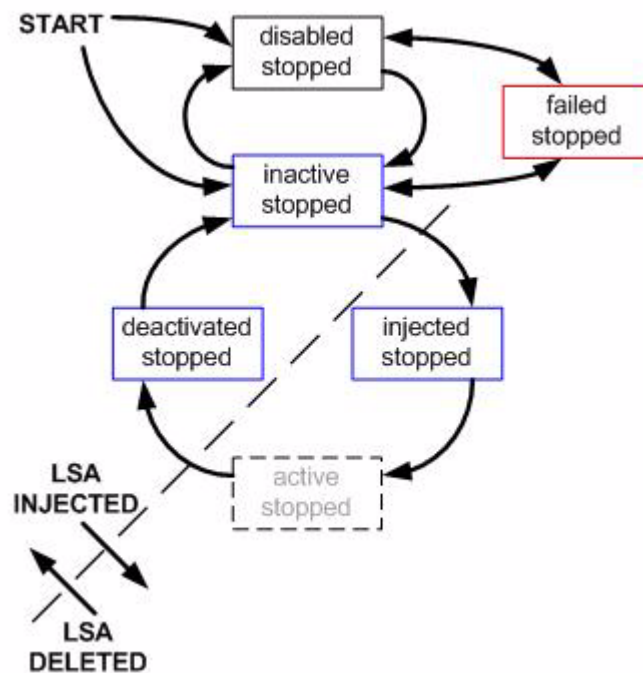 START
disabled
stopped
failed
stopped
inactive
stopped
deactivated
stopped
injected
stopped
active
stopped
LSA
INJECTED
LSA
DELETED